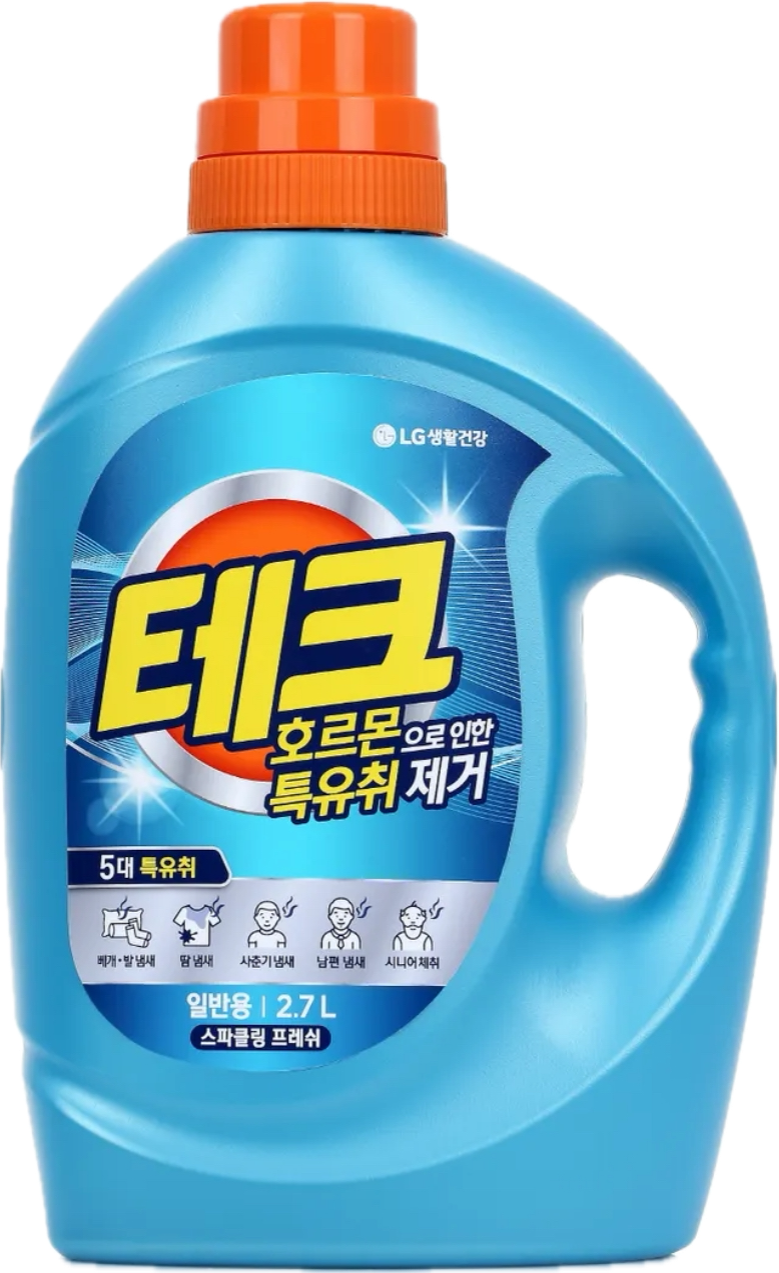 LG생활건강
테크
호르몬으로 인한
특유취 제거
5대 특유취
베개·발 냄새
땀 냄새
사춘기 냄새
남편 냄새
시니어 체취
일반용 | 2.7 L
스파클링 프레쉬